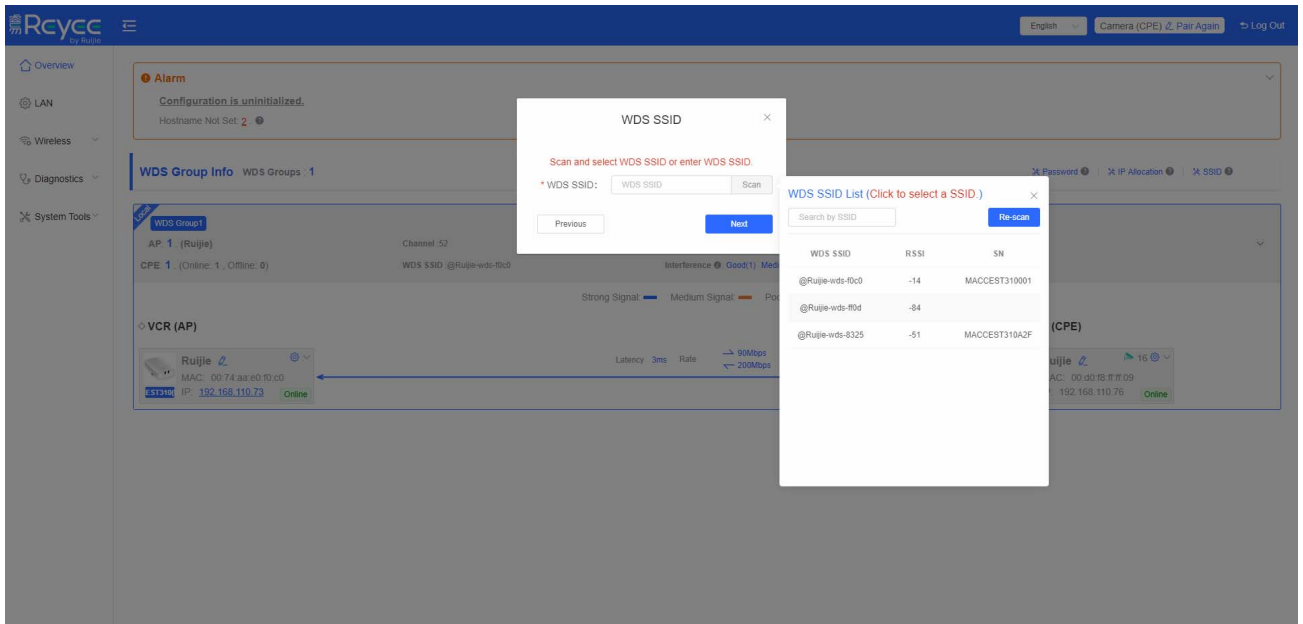 Reyee
by Ruijie
English
Camera (CPE) Pair Again
Log Out
Overview
LAN
Wireless
Diagnostics
System Tools
Alarm
Configuration is uninitialized.
Hostname Not Set: 2 .
WDS Group Info WDS Groups : 1
Password
IP Allocation
SSID
Local
WDS Group1
AP: 1 . (Ruijie)
Channel :52
CPE: 1 . (Online: 1 , Offline: 0)
WDS SSID :@Ruijie-wds-f0c0
Interference : Good(1) Medi
Strong Signal: Medium Signal:
VCR (AP)
(CPE)
Ruijie
MAC: 00:74:aa:e0:f0:c0
IP: 192.168.110.73 Online
Latency 3ms Rate
90Mbps
200Mbps
uijie 16
AC: 00:d0:f8:ff:ff:09
192.168.110.76 Online
WDS SSID
Scan and select WDS SSID or enter WDS SSID.
* WDS SSID: WDS SSID Scan
Previous Next
WDS SSID List (Click to select a SSID.)
Search by SSID Re-scan
WDS SSID RSSI SN
@Ruijie-wds-f0c0 -14 MACCEST310001
@Ruijie-wds-ff0d -84
@Ruijie-wds-8325 -51 MACCEST310A2F